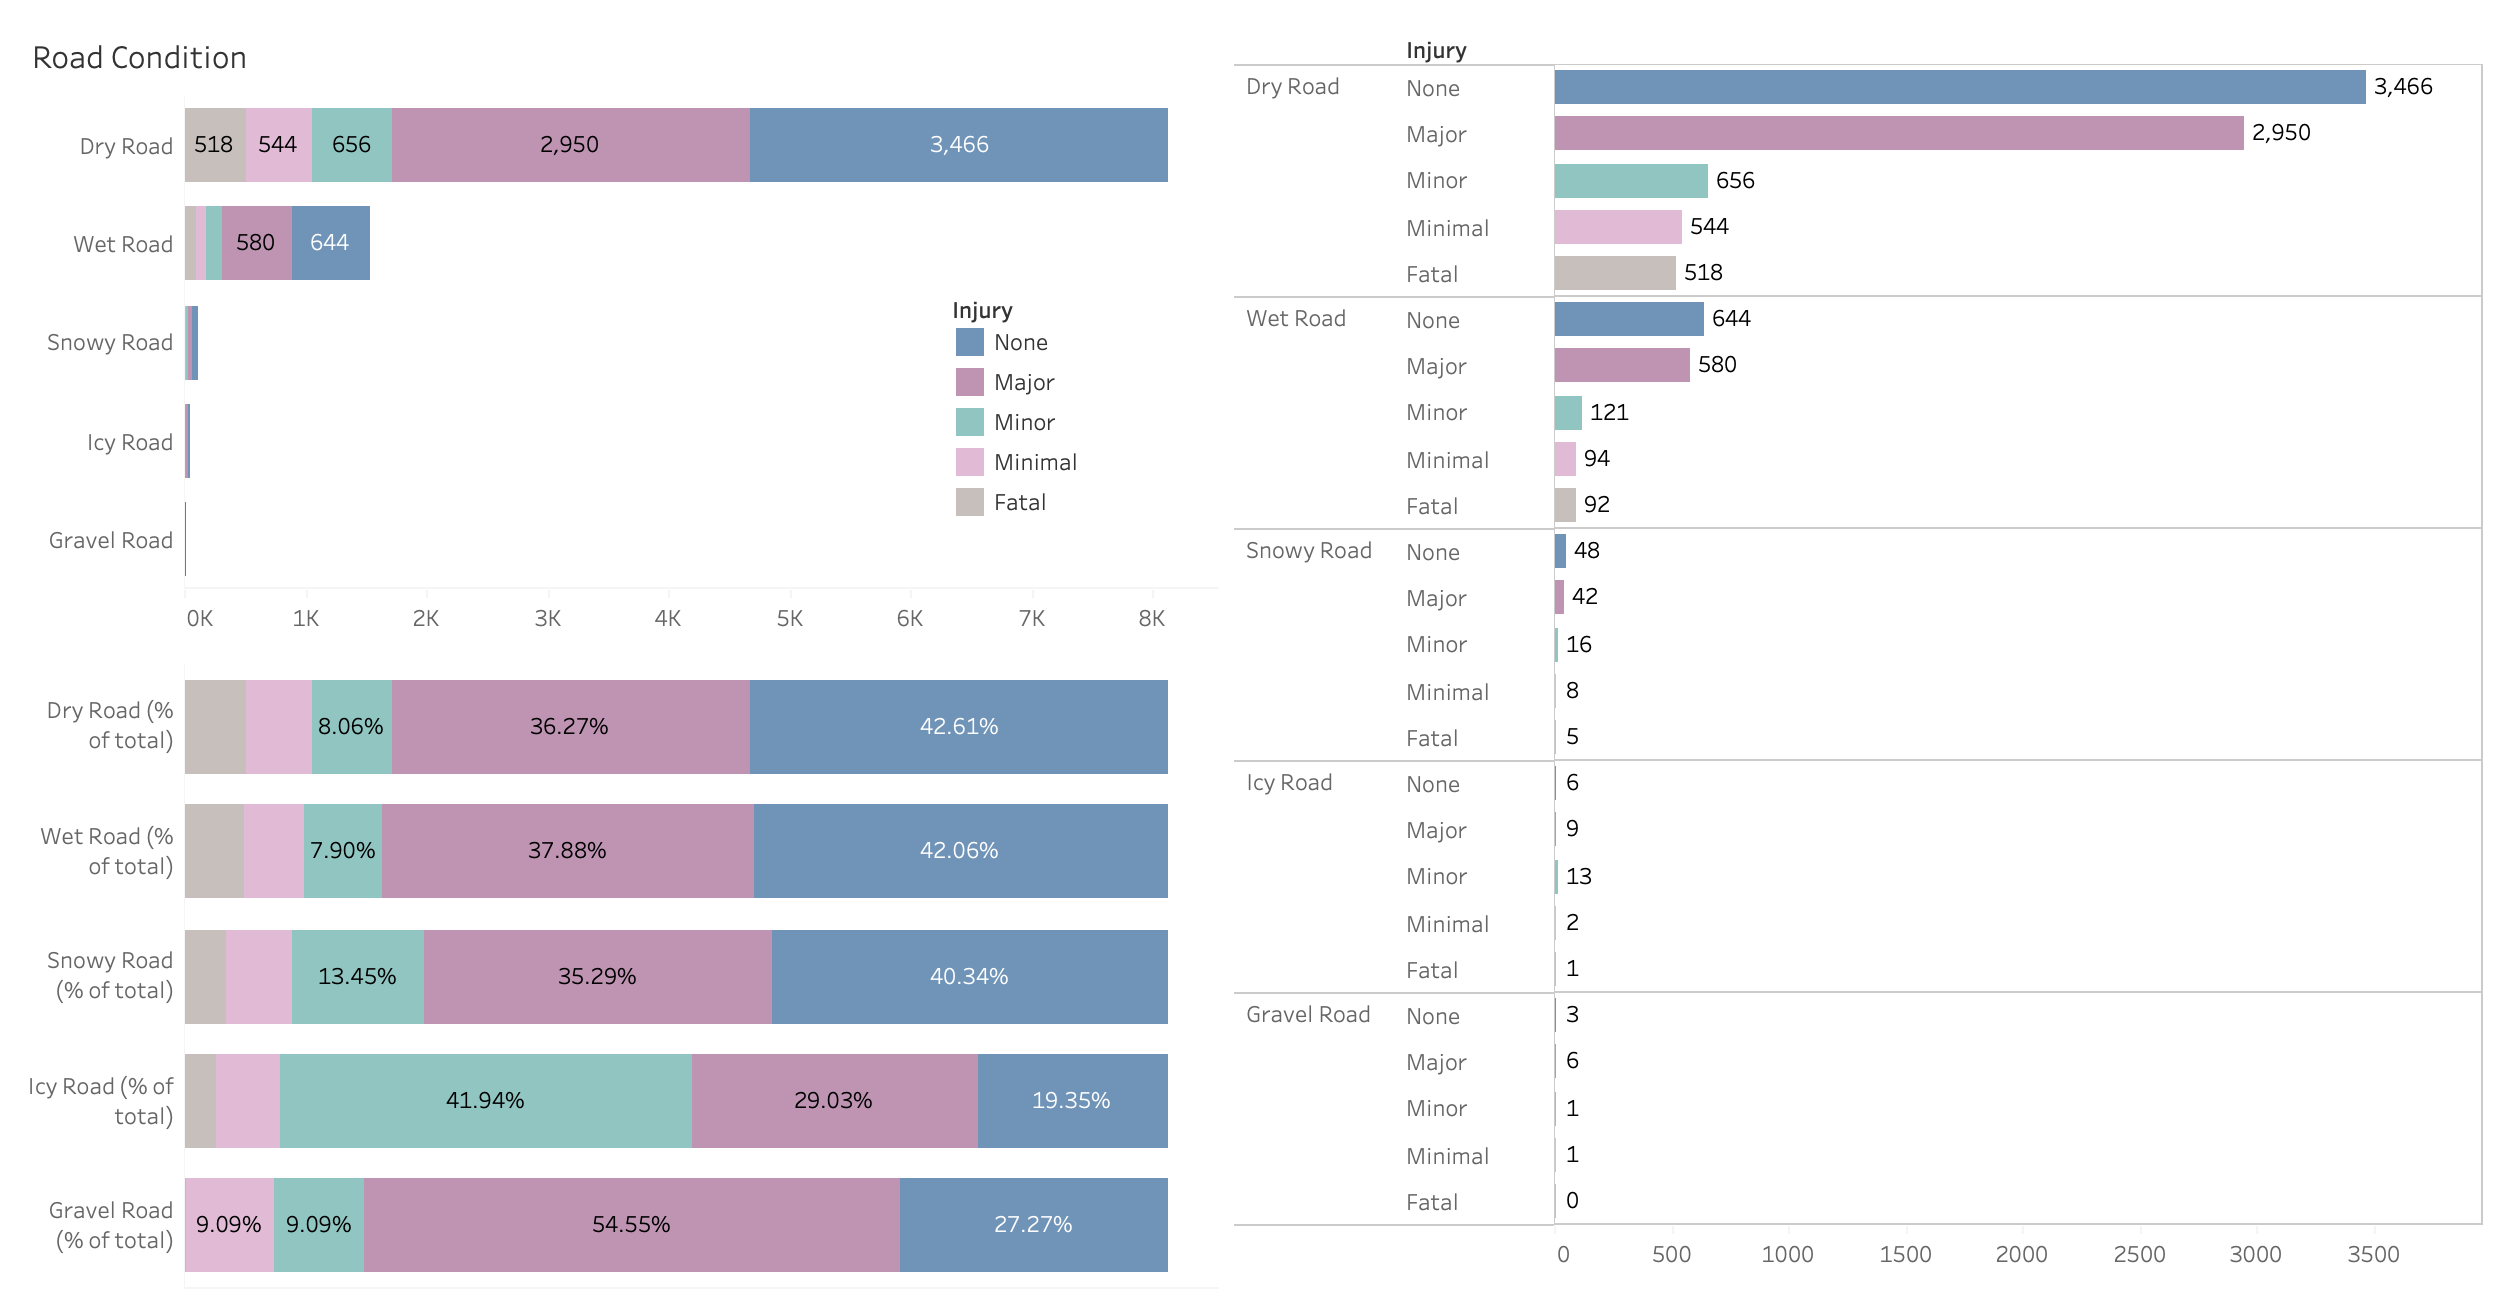 Road Condition
Dry Road
518 544 656 2,950 3,466
Wet Road
580 644
Snowy Road
Icy Road
Gravel Road
0K 1K 2K 3K 4K 5K 6K 7K 8K
Injury
None
Major
Minor
Minimal
Fatal
Dry Road (%
of total)
8.06% 36.27% 42.61%
Wet Road (%
of total)
7.90% 37.88% 42.06%
Snowy Road
(% of total)
13.45% 35.29% 40.34%
Icy Road (% of
total)
41.94% 29.03% 19.35%
Gravel Road
(% of total)
9.09% 9.09% 54.55% 27.27%
Injury
Dry Road None 3,466
Major 2,950
Minor 656
Minimal 544
Fatal 518
Wet Road None 644
Major 580
Minor 121
Minimal 94
Fatal 92
Snowy Road None 48
Major 42
Minor 16
Minimal 8
Fatal 5
Icy Road None 6
Major 9
Minor 13
Minimal 2
Fatal 1
Gravel Road None 3
Major 6
Minor 1
Minimal 1
Fatal 0
0 500 1000 1500 2000 2500 3000 3500